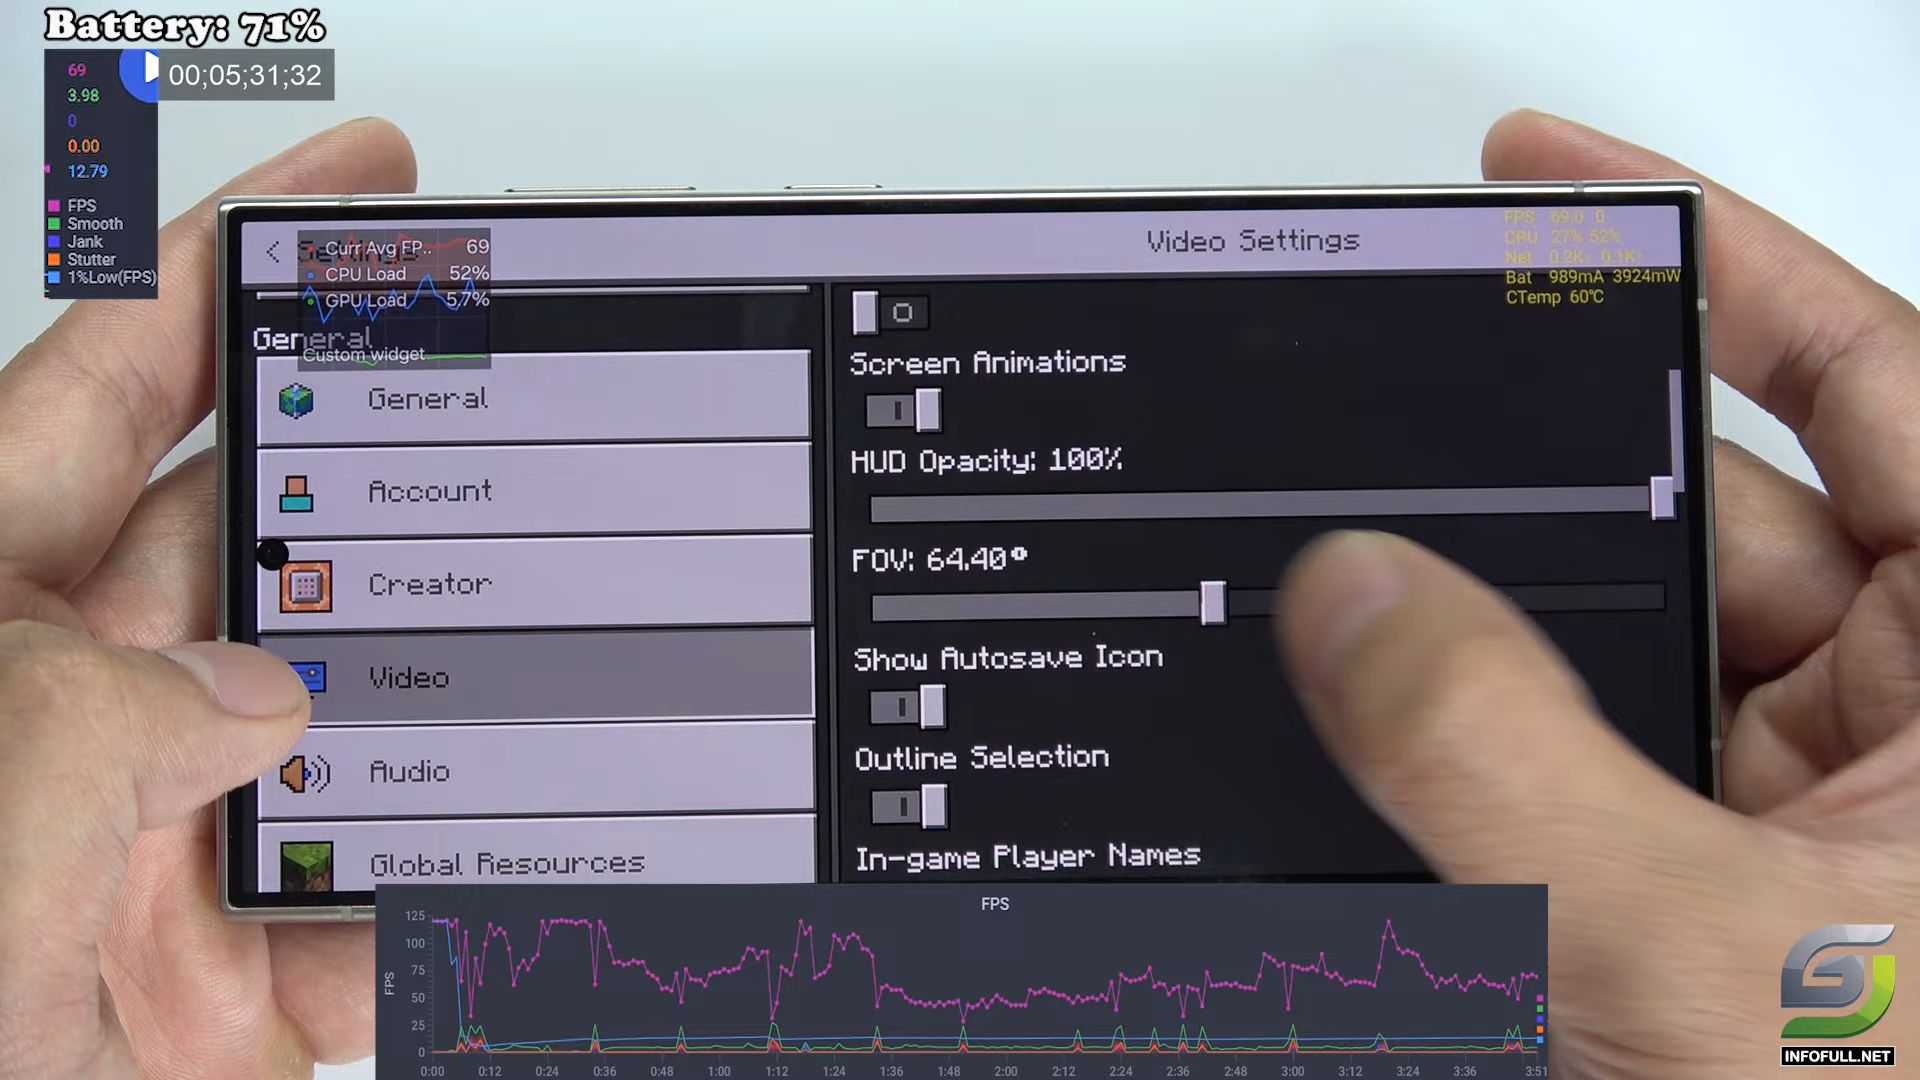 Battery: 71%
00;05;31;32
69
3.98
0
0.00
12.79
FPS
Smooth
Jank
Stutter
1%Low(FPS)
Settings
Curr Avg FP.. 69
CPU Load 52%
GPU Load 5.7%
Custom widget
Video Settings
FPS 69.0 0
CPU 27% 52%
Net 0.2K↓ 0.1K↑
Bat 989mA 3924mW
CTemp 60°C
General
General
Account
Creator
Video
Audio
Global Resources
Screen Animations
HUD Opacity: 100%
FOV: 64.40°
Show Autosave Icon
Outline Selection
In-game Player Names
FPS
FPS
125
100
75
50
25
0
0:00 0:12 0:24 0:36 0:48 1:00 1:12 1:24 1:36 1:48 2:00 2:12 2:24 2:36 2:48 3:00 3:12 3:24 3:36 3:51
INFOFULL.NET